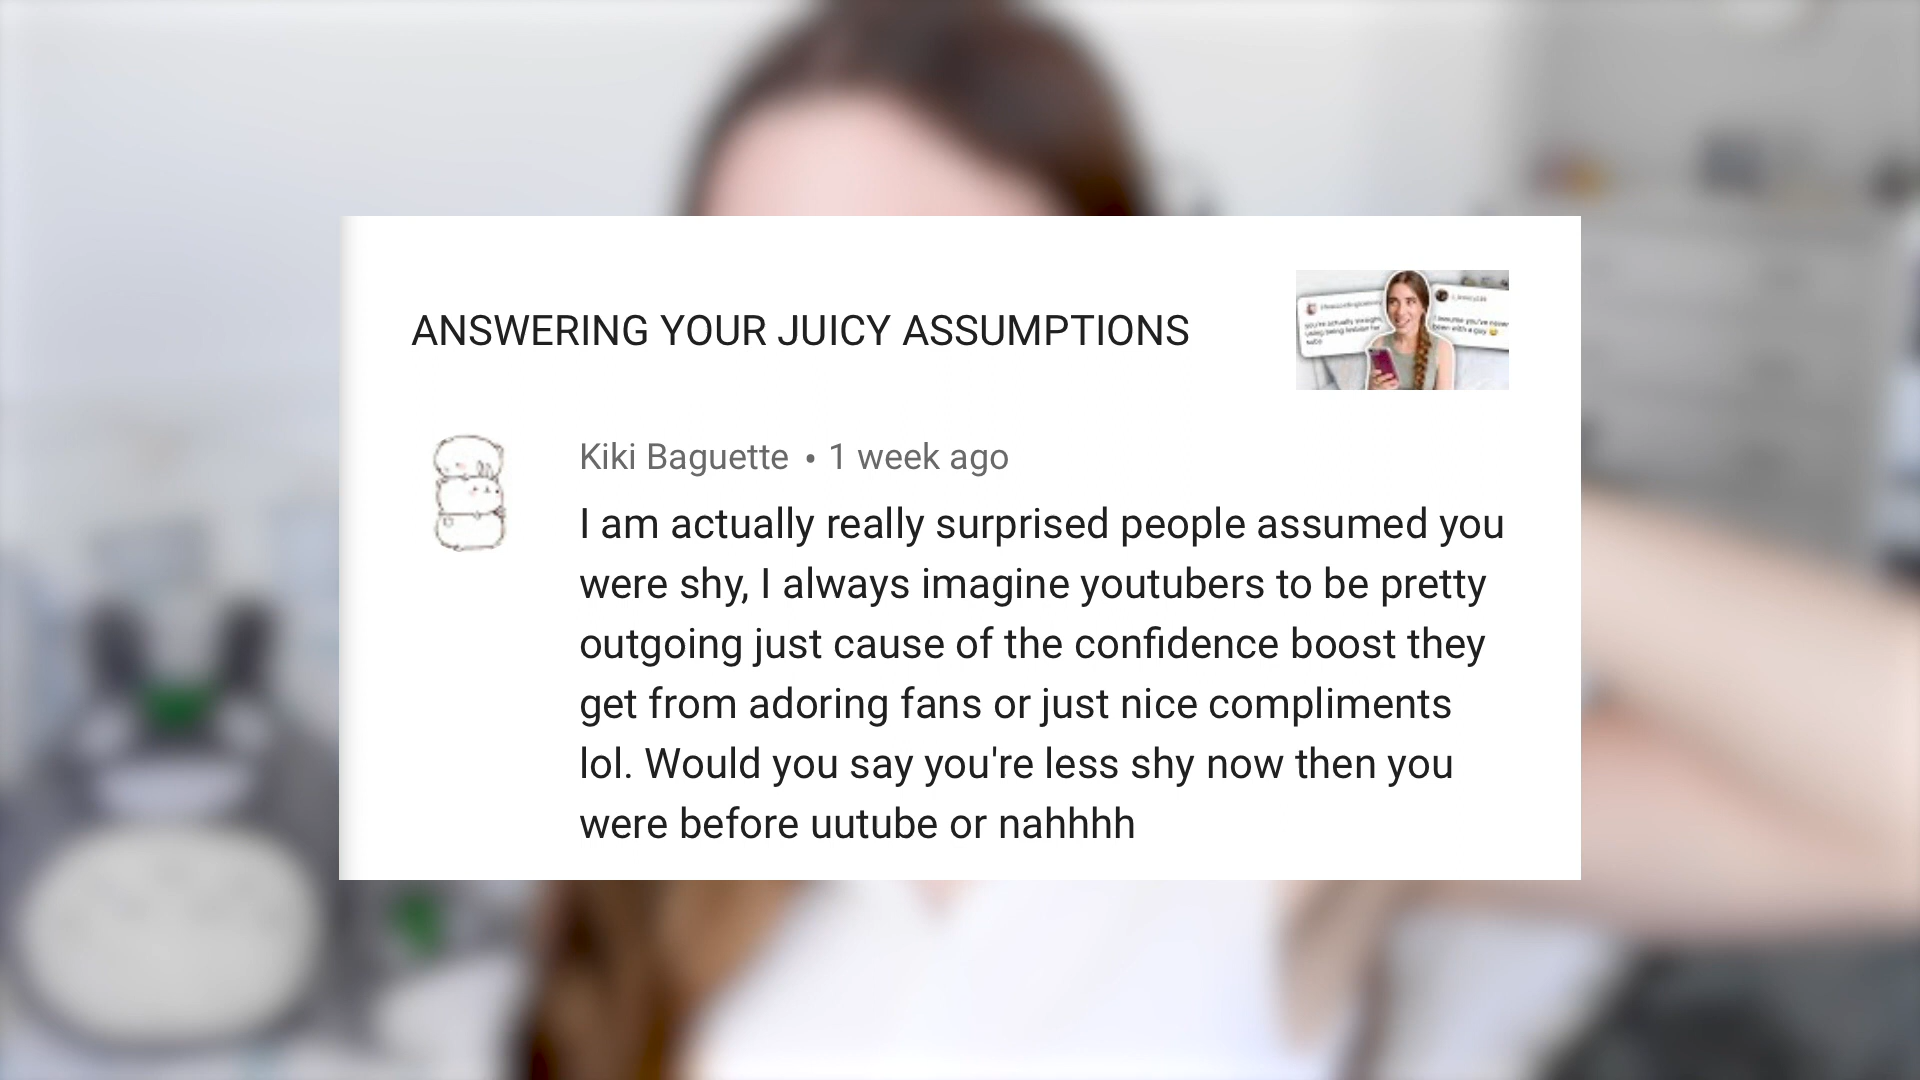 ANSWERING YOUR JUICY ASSUMPTIONS
Kiki Baguette • 1 week ago
I am actually really surprised people assumed you
were shy, I always imagine youtubers to be pretty
outgoing just cause of the confidence boost they
get from adoring fans or just nice compliments
lol. Would you say you're less shy now then you
were before uutube or nahhhh